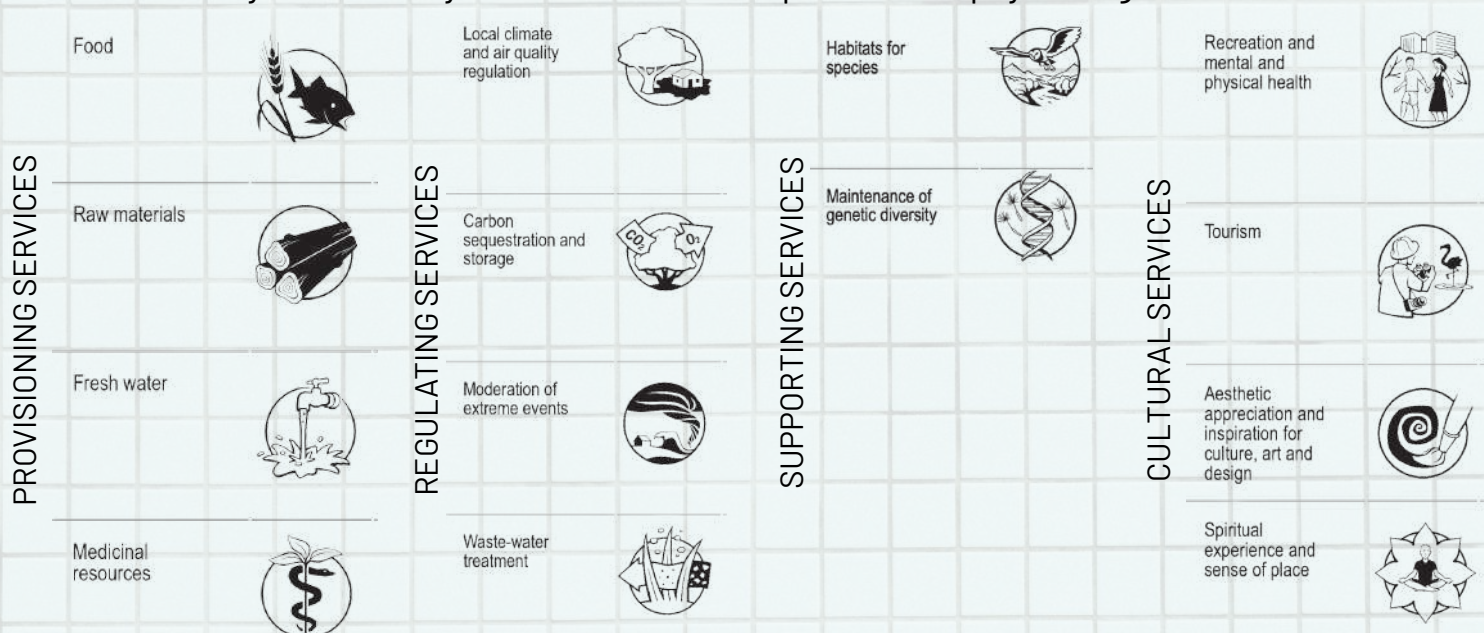 PROVISIONING SERVICES
Food
Raw materials
Fresh water
Medicinal
resources
REGULATING SERVICES
Local climate
and air quality
regulation
Carbon
sequestration and
storage
CO2
O2
Moderation of
extreme events
Waste-water
treatment
SUPPORTING SERVICES
Habitats for
species
Maintenance of
genetic diversity
CULTURAL SERVICES
Recreation and
mental and
physical health
Tourism
Aesthetic
appreciation and
inspiration for
culture, art and
design
Spiritual
experience and
sense of place